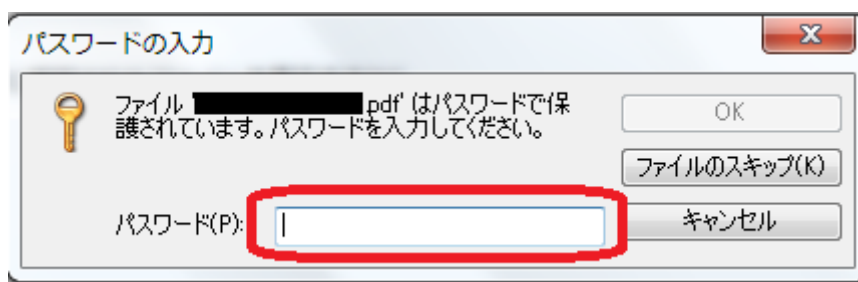 パスワードの入力
ファイル '.pdf' はパスワードで保
護されています。パスワードを入力してください。
OK
ファイルのスキップ(K)
パスワード(P):
キャンセル